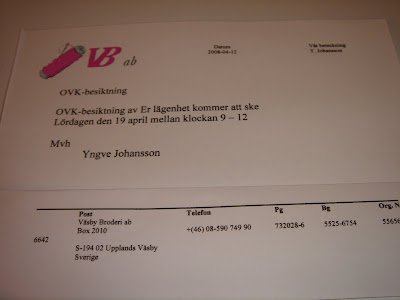 VB ab
Datum
2008-04-13
Vår beteckning
Y. Johansson
OVK-besiktning
OVK-besiktning av Er lägenhet kommer att ske
Lördagen den 19 april mellan klockan 9 – 12
Mvh
Yngve Johansson
Post Telefon Pg Bg Org. N
Väsby Broderi ab
Box 2010 +(46) 08-590 749 90 732028-6 5525-6754 55656
6642
S-194 02 Upplands Väsby
Sverige